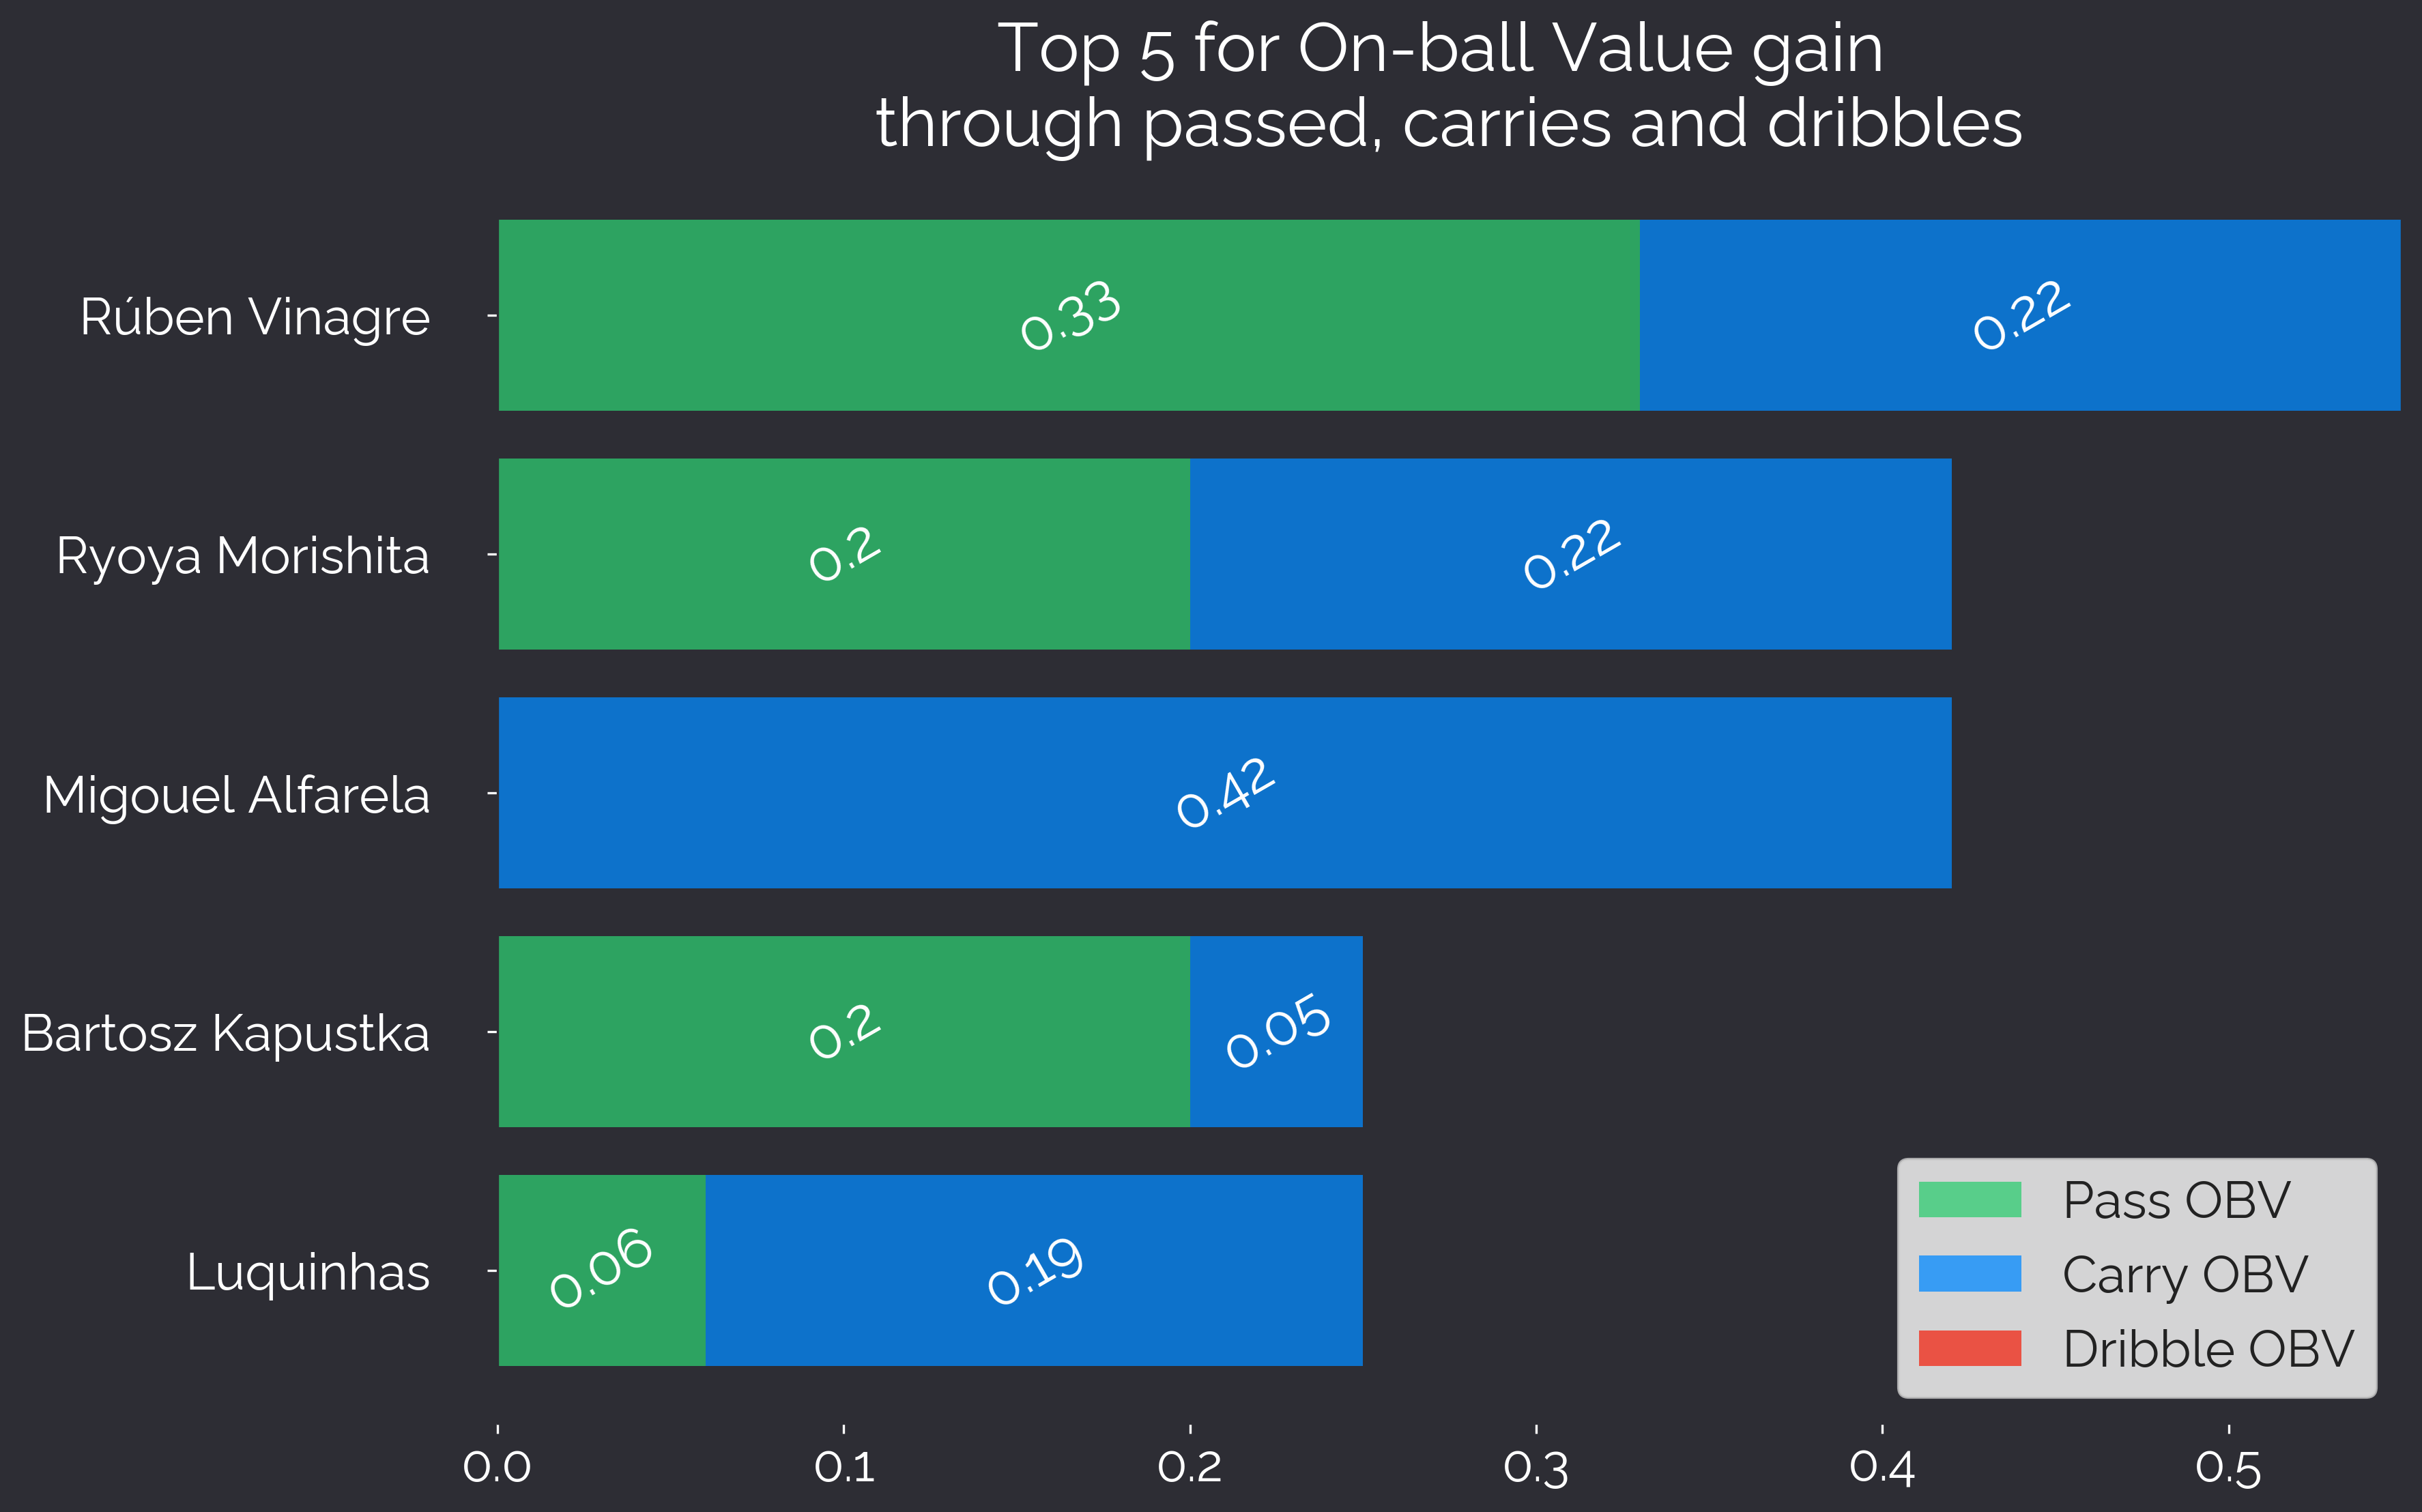 Top 5 for On-ball Value gain
through passed, carries and dribbles
Rúben Vinagre
0.33
0.22
Ryoya Morishita
0.2
0.22
Migouel Alfarela
0.42
Bartosz Kapustka
0.2
0.05
Luquinhas
0.06
0.19
Pass OBV
Carry OBV
Dribble OBV
0.0 0.1 0.2 0.3 0.4 0.5